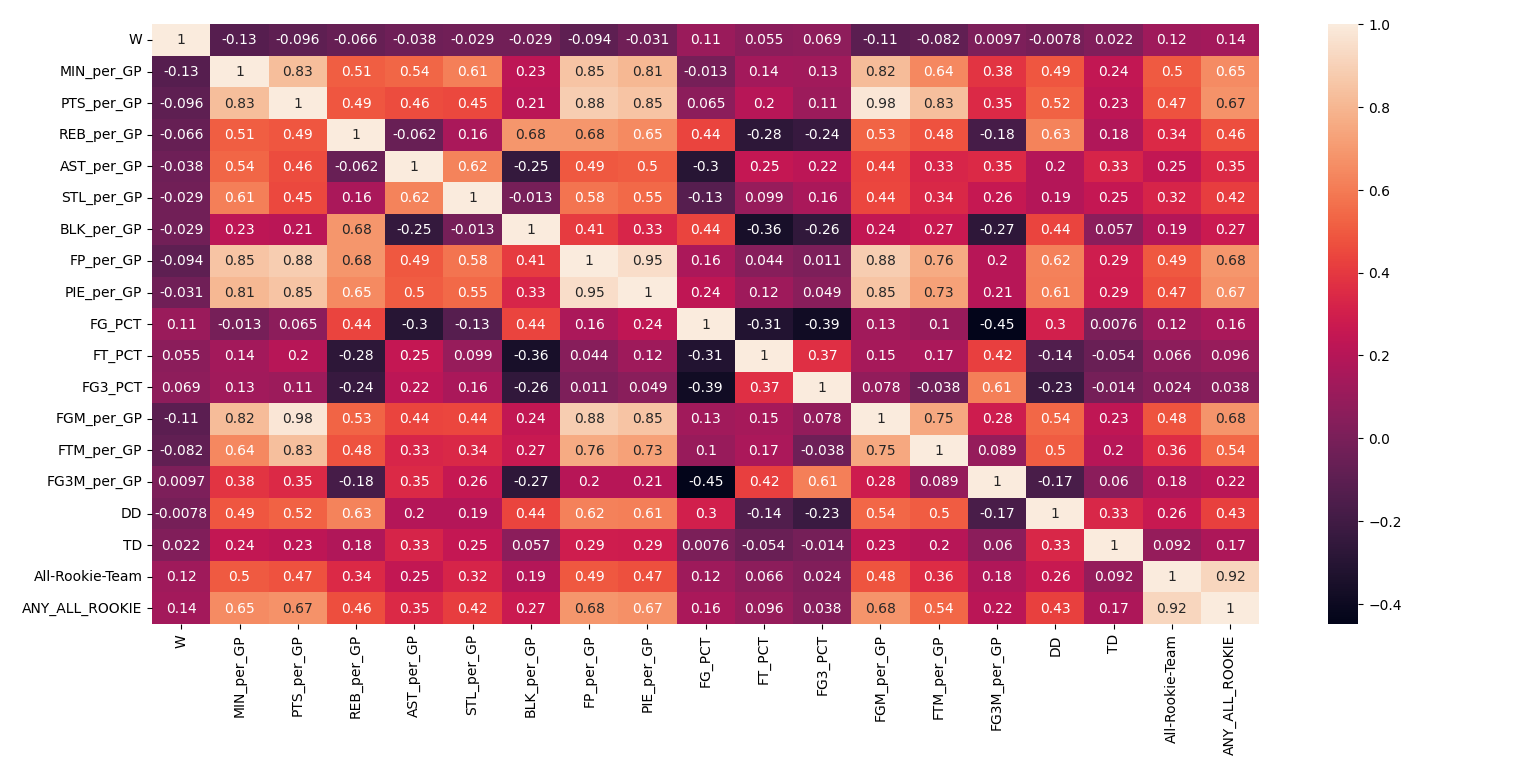 W 1 -0.13 -0.096 -0.066 -0.038 -0.029 -0.029 -0.094 -0.031 0.11 0.055 0.069 -0.11 -0.082 0.0097 -0.0078 0.022 0.12 0.14
MIN_per_GP -0.13 1 0.83 0.51 0.54 0.61 0.23 0.85 0.81 -0.013 0.14 0.13 0.82 0.64 0.38 0.49 0.24 0.5 0.65
PTS_per_GP -0.096 0.83 1 0.49 0.46 0.45 0.21 0.88 0.85 0.065 0.2 0.11 0.98 0.83 0.35 0.52 0.23 0.47 0.67
REB_per_GP -0.066 0.51 0.49 1 -0.062 0.16 0.68 0.68 0.65 0.44 -0.28 -0.24 0.53 0.48 -0.18 0.63 0.18 0.34 0.46
AST_per_GP -0.038 0.54 0.46 -0.062 1 0.62 -0.25 0.49 0.5 -0.3 0.25 0.22 0.44 0.33 0.35 0.2 0.33 0.25 0.35
STL_per_GP -0.029 0.61 0.45 0.16 0.62 1 -0.013 0.58 0.55 -0.13 0.099 0.16 0.44 0.34 0.26 0.19 0.25 0.32 0.42
BLK_per_GP -0.029 0.23 0.21 0.68 -0.25 -0.013 1 0.41 0.33 0.44 -0.36 -0.26 0.24 0.27 -0.27 0.44 0.057 0.19 0.27
FP_per_GP -0.094 0.85 0.88 0.68 0.49 0.58 0.41 1 0.95 0.16 0.044 0.011 0.88 0.76 0.2 0.62 0.29 0.49 0.68
PIE_per_GP -0.031 0.81 0.85 0.65 0.5 0.55 0.33 0.95 1 0.24 0.12 0.049 0.85 0.73 0.21 0.61 0.29 0.47 0.67
FG_PCT 0.11 -0.013 0.065 0.44 -0.3 -0.13 0.44 0.16 0.24 1 -0.31 -0.39 0.13 0.1 -0.45 0.3 0.0076 0.12 0.16
FT_PCT 0.055 0.14 0.2 -0.28 0.25 0.099 -0.36 0.044 0.12 -0.31 1 0.37 0.15 0.17 0.42 -0.14 -0.054 0.066 0.096
FG3_PCT 0.069 0.13 0.11 -0.24 0.22 0.16 -0.26 0.011 0.049 -0.39 0.37 1 0.078 -0.038 0.61 -0.23 -0.014 0.024 0.038
FGM_per_GP -0.11 0.82 0.98 0.53 0.44 0.44 0.24 0.88 0.85 0.13 0.15 0.078 1 0.75 0.28 0.54 0.23 0.48 0.68
FTM_per_GP -0.082 0.64 0.83 0.48 0.33 0.34 0.27 0.76 0.73 0.1 0.17 -0.038 0.75 1 0.089 0.5 0.2 0.36 0.54
FG3M_per_GP 0.0097 0.38 0.35 -0.18 0.35 0.26 -0.27 0.2 0.21 -0.45 0.42 0.61 0.28 0.089 1 -0.17 0.06 0.18 0.22
DD -0.0078 0.49 0.52 0.63 0.2 0.19 0.44 0.62 0.61 0.3 -0.14 -0.23 0.54 0.5 -0.17 1 0.33 0.26 0.43
TD 0.022 0.24 0.23 0.18 0.33 0.25 0.057 0.29 0.29 0.0076 -0.054 -0.014 0.23 0.2 0.06 0.33 1 0.092 0.17
All-Rookie-Team 0.12 0.5 0.47 0.34 0.25 0.32 0.19 0.49 0.47 0.12 0.066 0.024 0.48 0.36 0.18 0.26 0.092 1 0.92
ANY_ALL_ROOKIE 0.14 0.65 0.67 0.46 0.35 0.42 0.27 0.68 0.67 0.16 0.096 0.038 0.68 0.54 0.22 0.43 0.17 0.92 1
W
MIN_per_GP
PTS_per_GP
REB_per_GP
AST_per_GP
STL_per_GP
BLK_per_GP
FP_per_GP
PIE_per_GP
FG_PCT
FT_PCT
FG3_PCT
FGM_per_GP
FTM_per_GP
FG3M_per_GP
DD
TD
All-Rookie-Team
ANY_ALL_ROOKIE
1.0
0.8
0.6
0.4
0.2
0.0
−0.2
−0.4